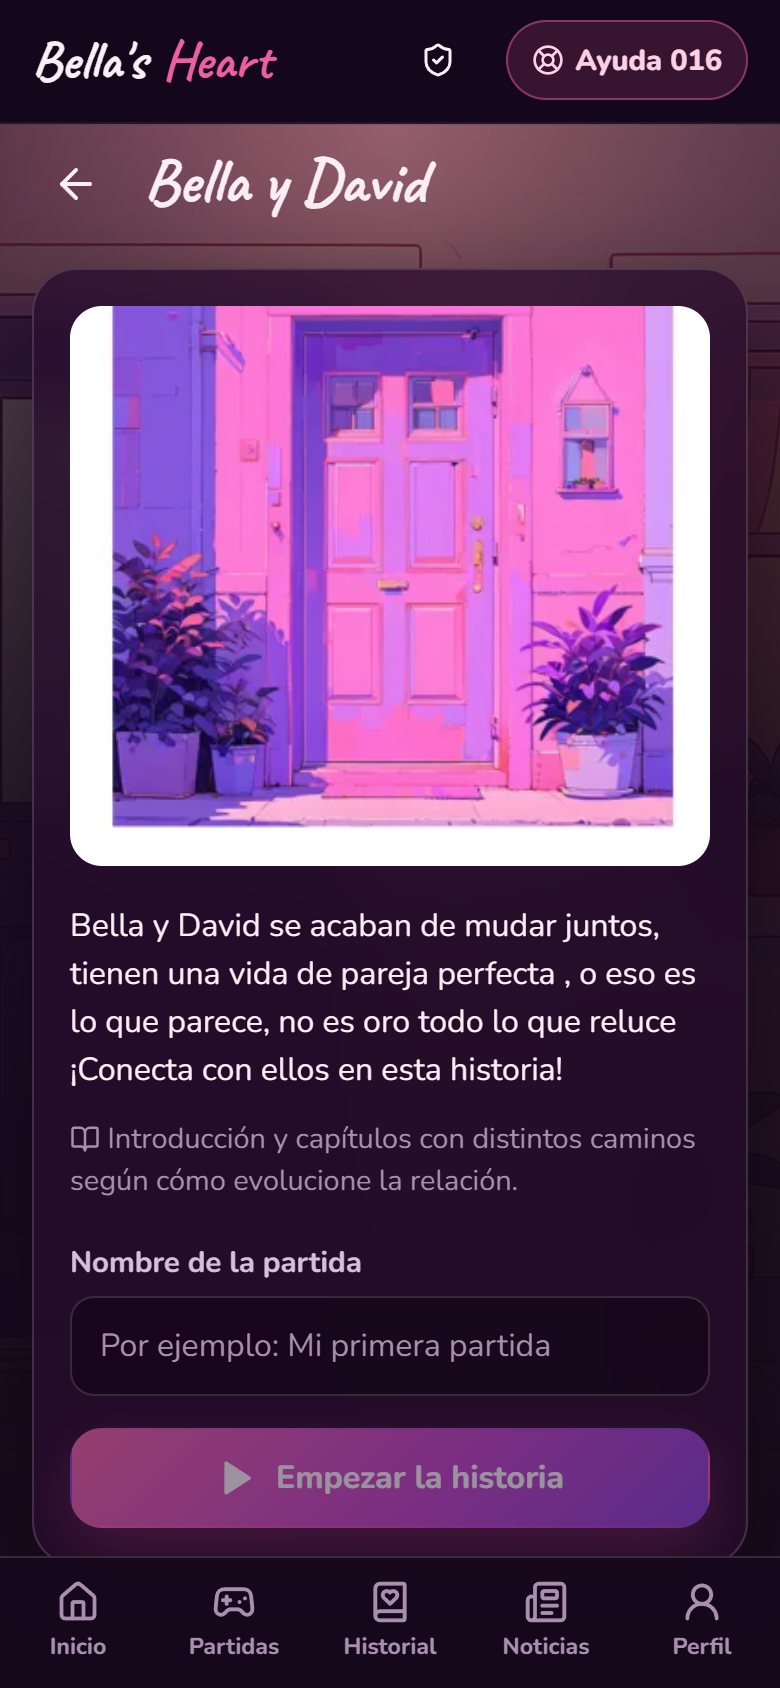 Bella's Heart
Ayuda 016
Bella y David
Bella y David se acaban de mudar juntos,
tienen una vida de pareja perfecta , o eso es
lo que parece, no es oro todo lo que reluce
¡Conecta con ellos en esta historia!
Introducción y capítulos con distintos caminos
según cómo evolucione la relación.
Nombre de la partida
Por ejemplo: Mi primera partida
Empezar la historia
Inicio
Partidas
Historial
Noticias
Perfil